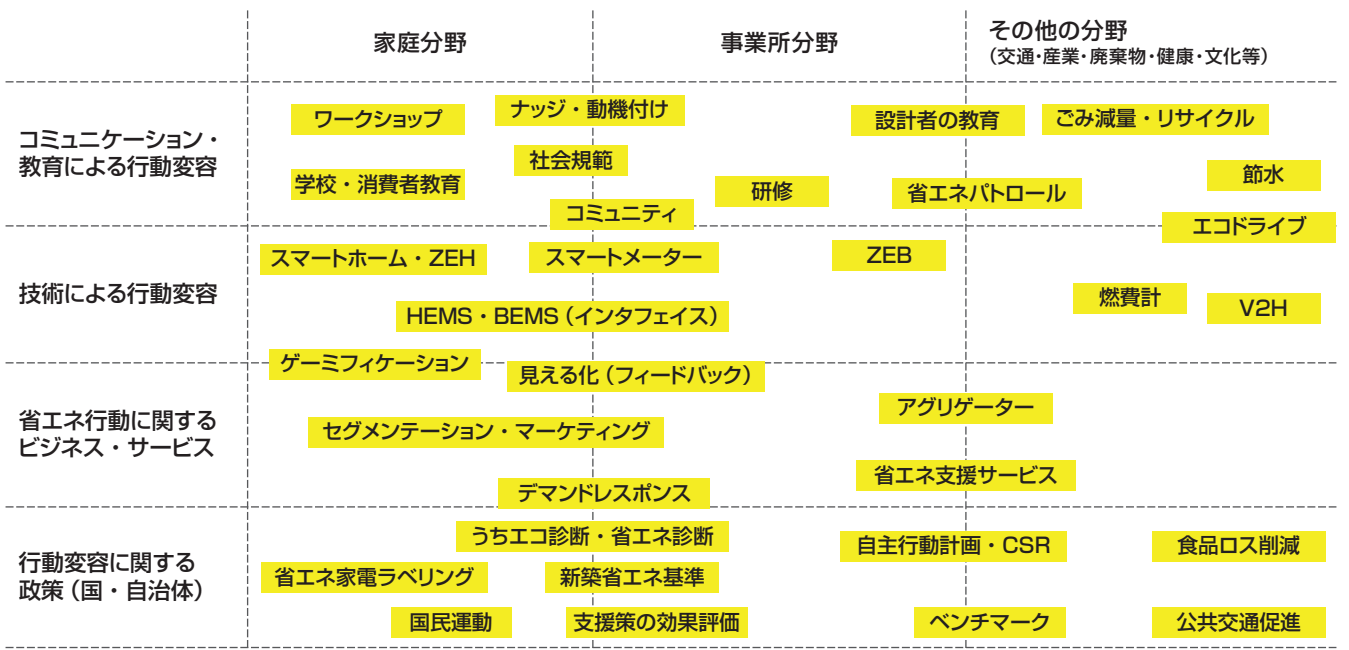 家庭分野
事業所分野
その他の分野
（交通・産業・廃棄物・健康・文化等）
コミュニケーション・
教育による行動変容
ワークショップ
ナッジ・動機付け
設計者の教育
ごみ減量・リサイクル
社会規範
学校・消費者教育
研修
省エネパトロール
節水
コミュニティ
エコドライブ
技術による行動変容
スマートホーム・ZEH
スマートメーター
ZEB
燃費計
V2H
HEMS・BEMS（インタフェイス）
ゲーミフィケーション
見える化（フィードバック）
省エネ行動に関する
ビジネス・サービス
アグリゲーター
セグメンテーション・マーケティング
省エネ支援サービス
デマンドレスポンス
行動変容に関する
政策（国・自治体）
うちエコ診断・省エネ診断
自主行動計画・CSR
食品ロス削減
省エネ家電ラベリング
新築省エネ基準
国民運動
支援策の効果評価
ベンチマーク
公共交通促進